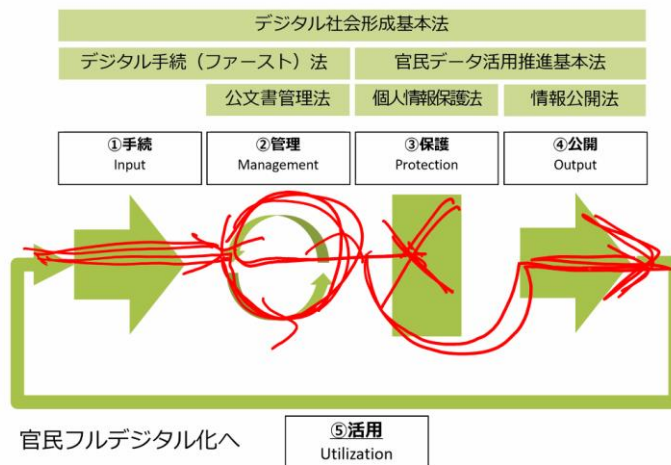 デジタル社会形成基本法
デジタル手続（ファースト）法 官民データ活用推進基本法
公文書管理法 個人情報保護法 情報公開法
①手続 ②管理 ③保護 ④公開
Input Management Protection Output
官民フルデジタル化へ
⑤活用
Utilization